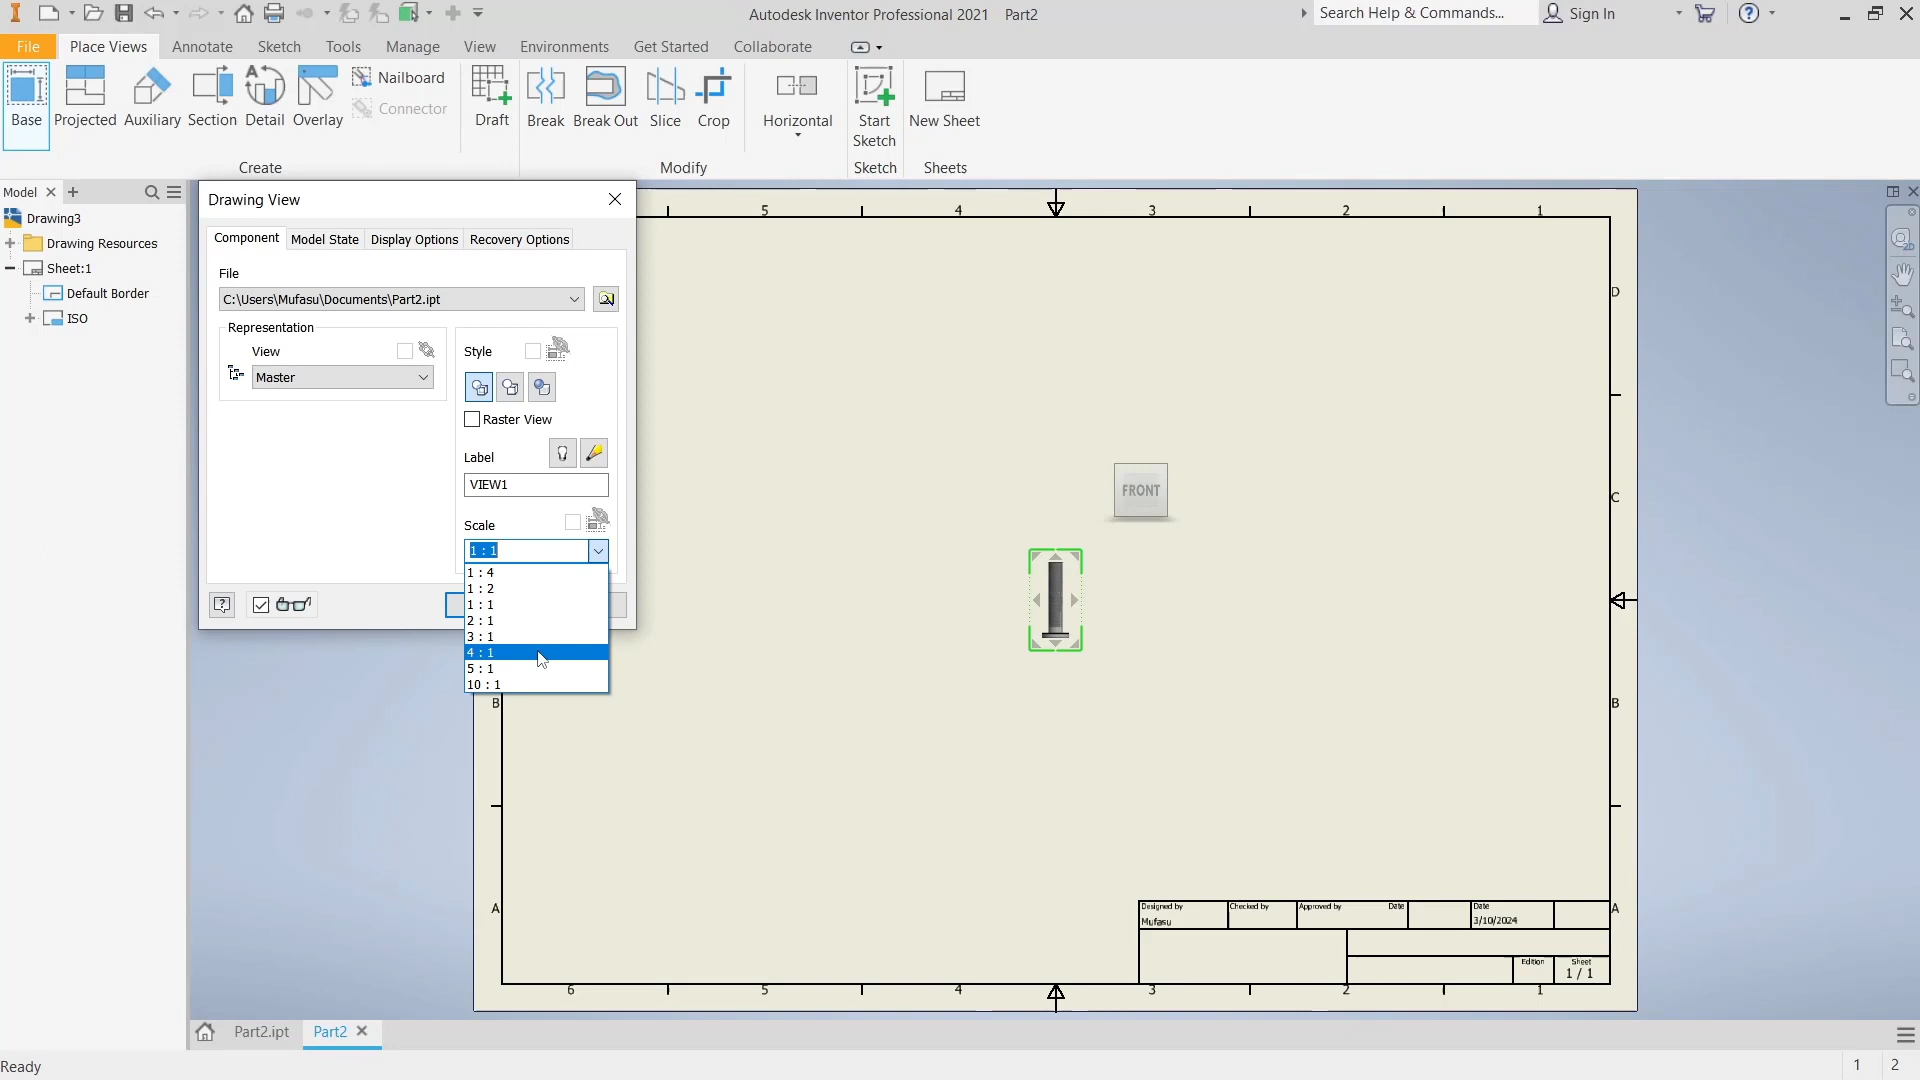 Autodesk Inventor Professional 2021 Part2
Search Help & Commands...
Sign In
File
Place Views
Annotate
Sketch
Tools
Manage
View
Environments
Get Started
Collaborate
Base
Projected
Auxiliary
Section
Detail
Overlay
Nailboard
Connector
Draft
Break
Break Out
Slice
Crop
Horizontal
Start
Sketch
New Sheet
Create
Modify
Sketch
Sheets
Model
Drawing3
Drawing Resources
Sheet:1
Default Border
ISO
Drawing View
Component
Model State
Display Options
Recovery Options
File
C:\Users\Mufasu\Documents\Part2.ipt
Representation
View
Master
Style
Raster View
Label
VIEW1
Scale
1 : 1
1 : 4
1 : 2
1 : 1
2 : 1
3 : 1
4 : 1
5 : 1
10 : 1
5 4 3 2 1
D
C
B
A
FRONT
B
A
6 5 4 3 2 1
Designed by
Mufasu
Checked by
Approved by
Date
Date
3/10/2024
Edition
Sheet
1 / 1
Part2.ipt
Part2
Ready
1 2
2D